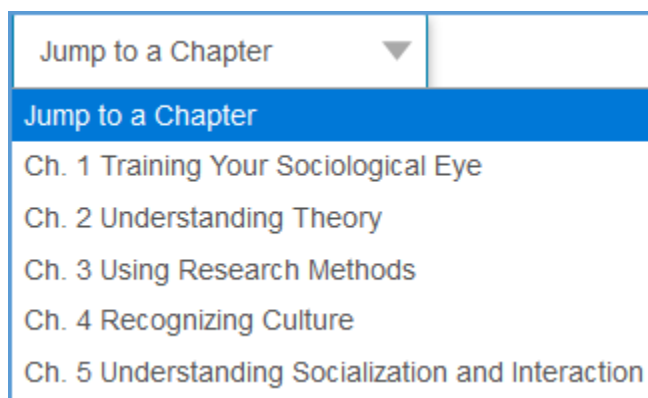 Jump to a Chapter
Jump to a Chapter
Ch. 1 Training Your Sociological Eye
Ch. 2 Understanding Theory
Ch. 3 Using Research Methods
Ch. 4 Recognizing Culture
Ch. 5 Understanding Socialization and Interaction